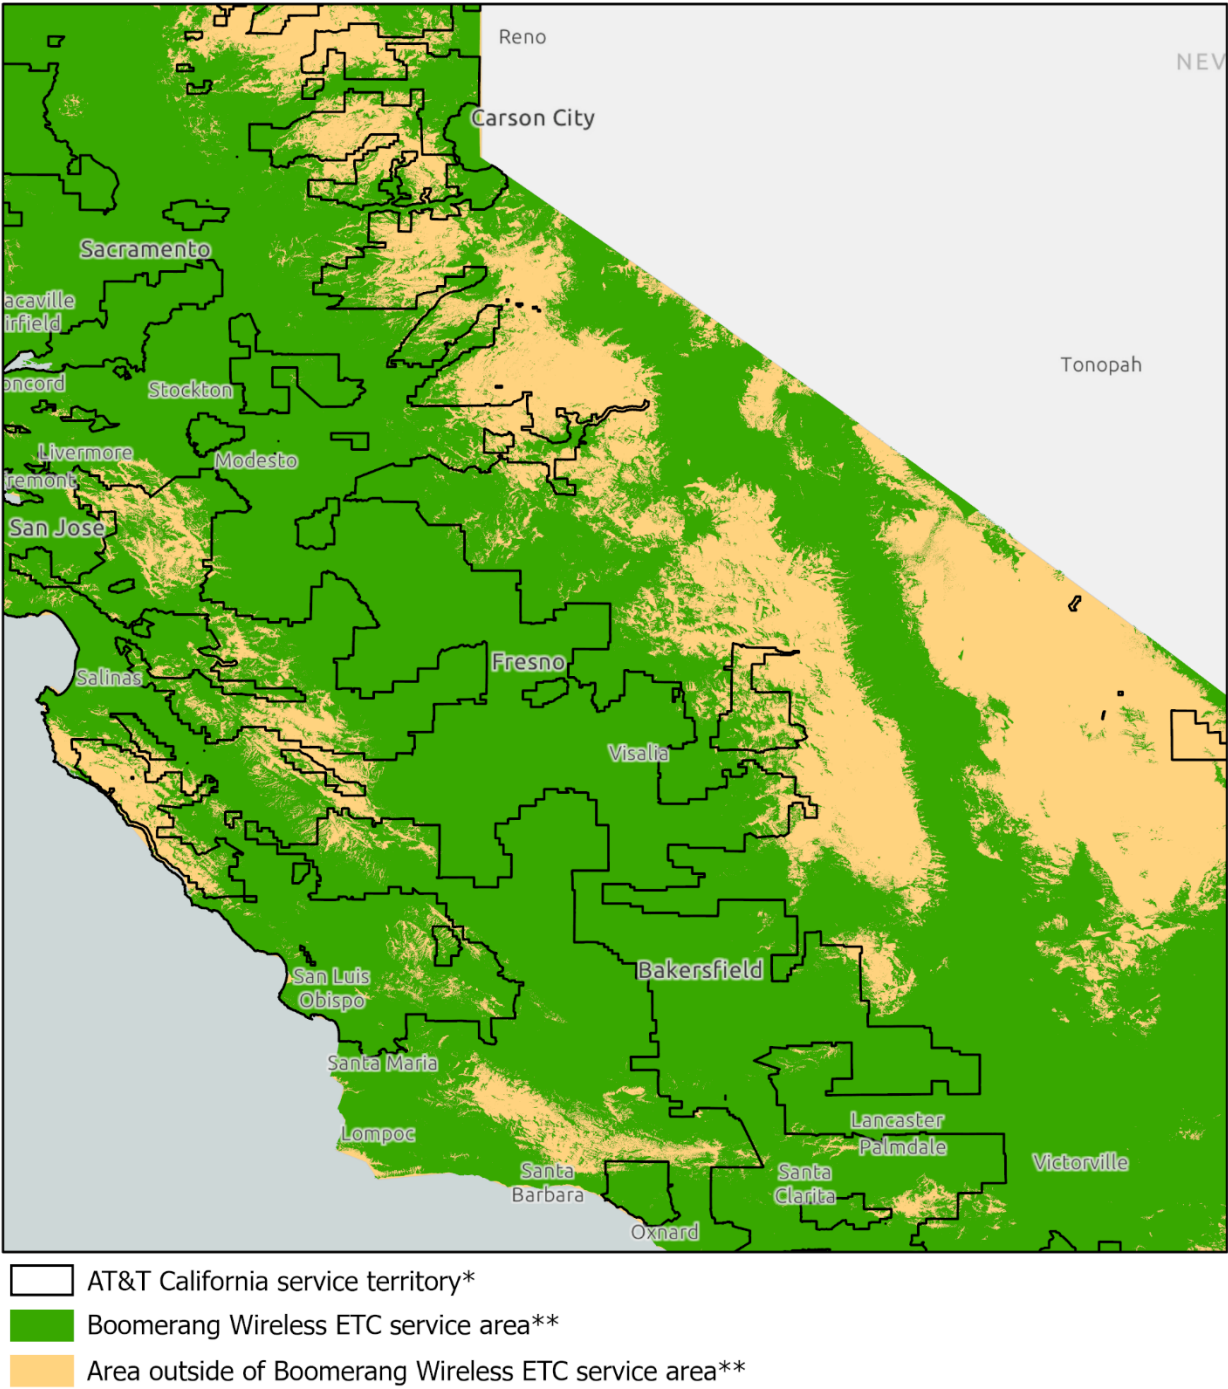 Reno
NEV
Carson City
Sacramento
acaville
irfield
Tonopah
oncord
Stockton
Livermore
Modesto
remont
San Jose
Fresno
Salinas
Visalia
Bakersfield
San Luis
Obispo
Santa Maria
Lancaster
Lompoc
Palmdale
Santa
Barbara
Santa
Clarita
Victorville
Oxnard
AT&T California service territory*
Boomerang Wireless ETC service area**
Area outside of Boomerang Wireless ETC service area**